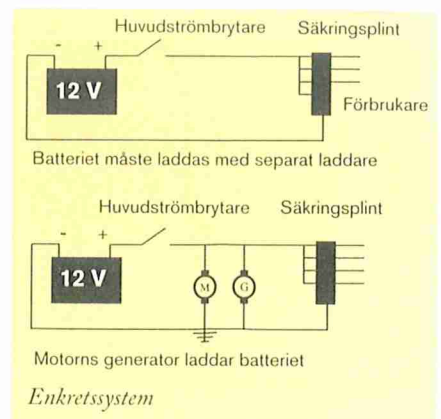 Huvudströmbrytare Säkringsplint
- +
12 V
Förbrukare
Batteriet måste laddas med separat laddare
Huvudströmbrytare Säkringsplint
- +
12 V
M G
Motorns generator laddar batteriet
Enkretssystem